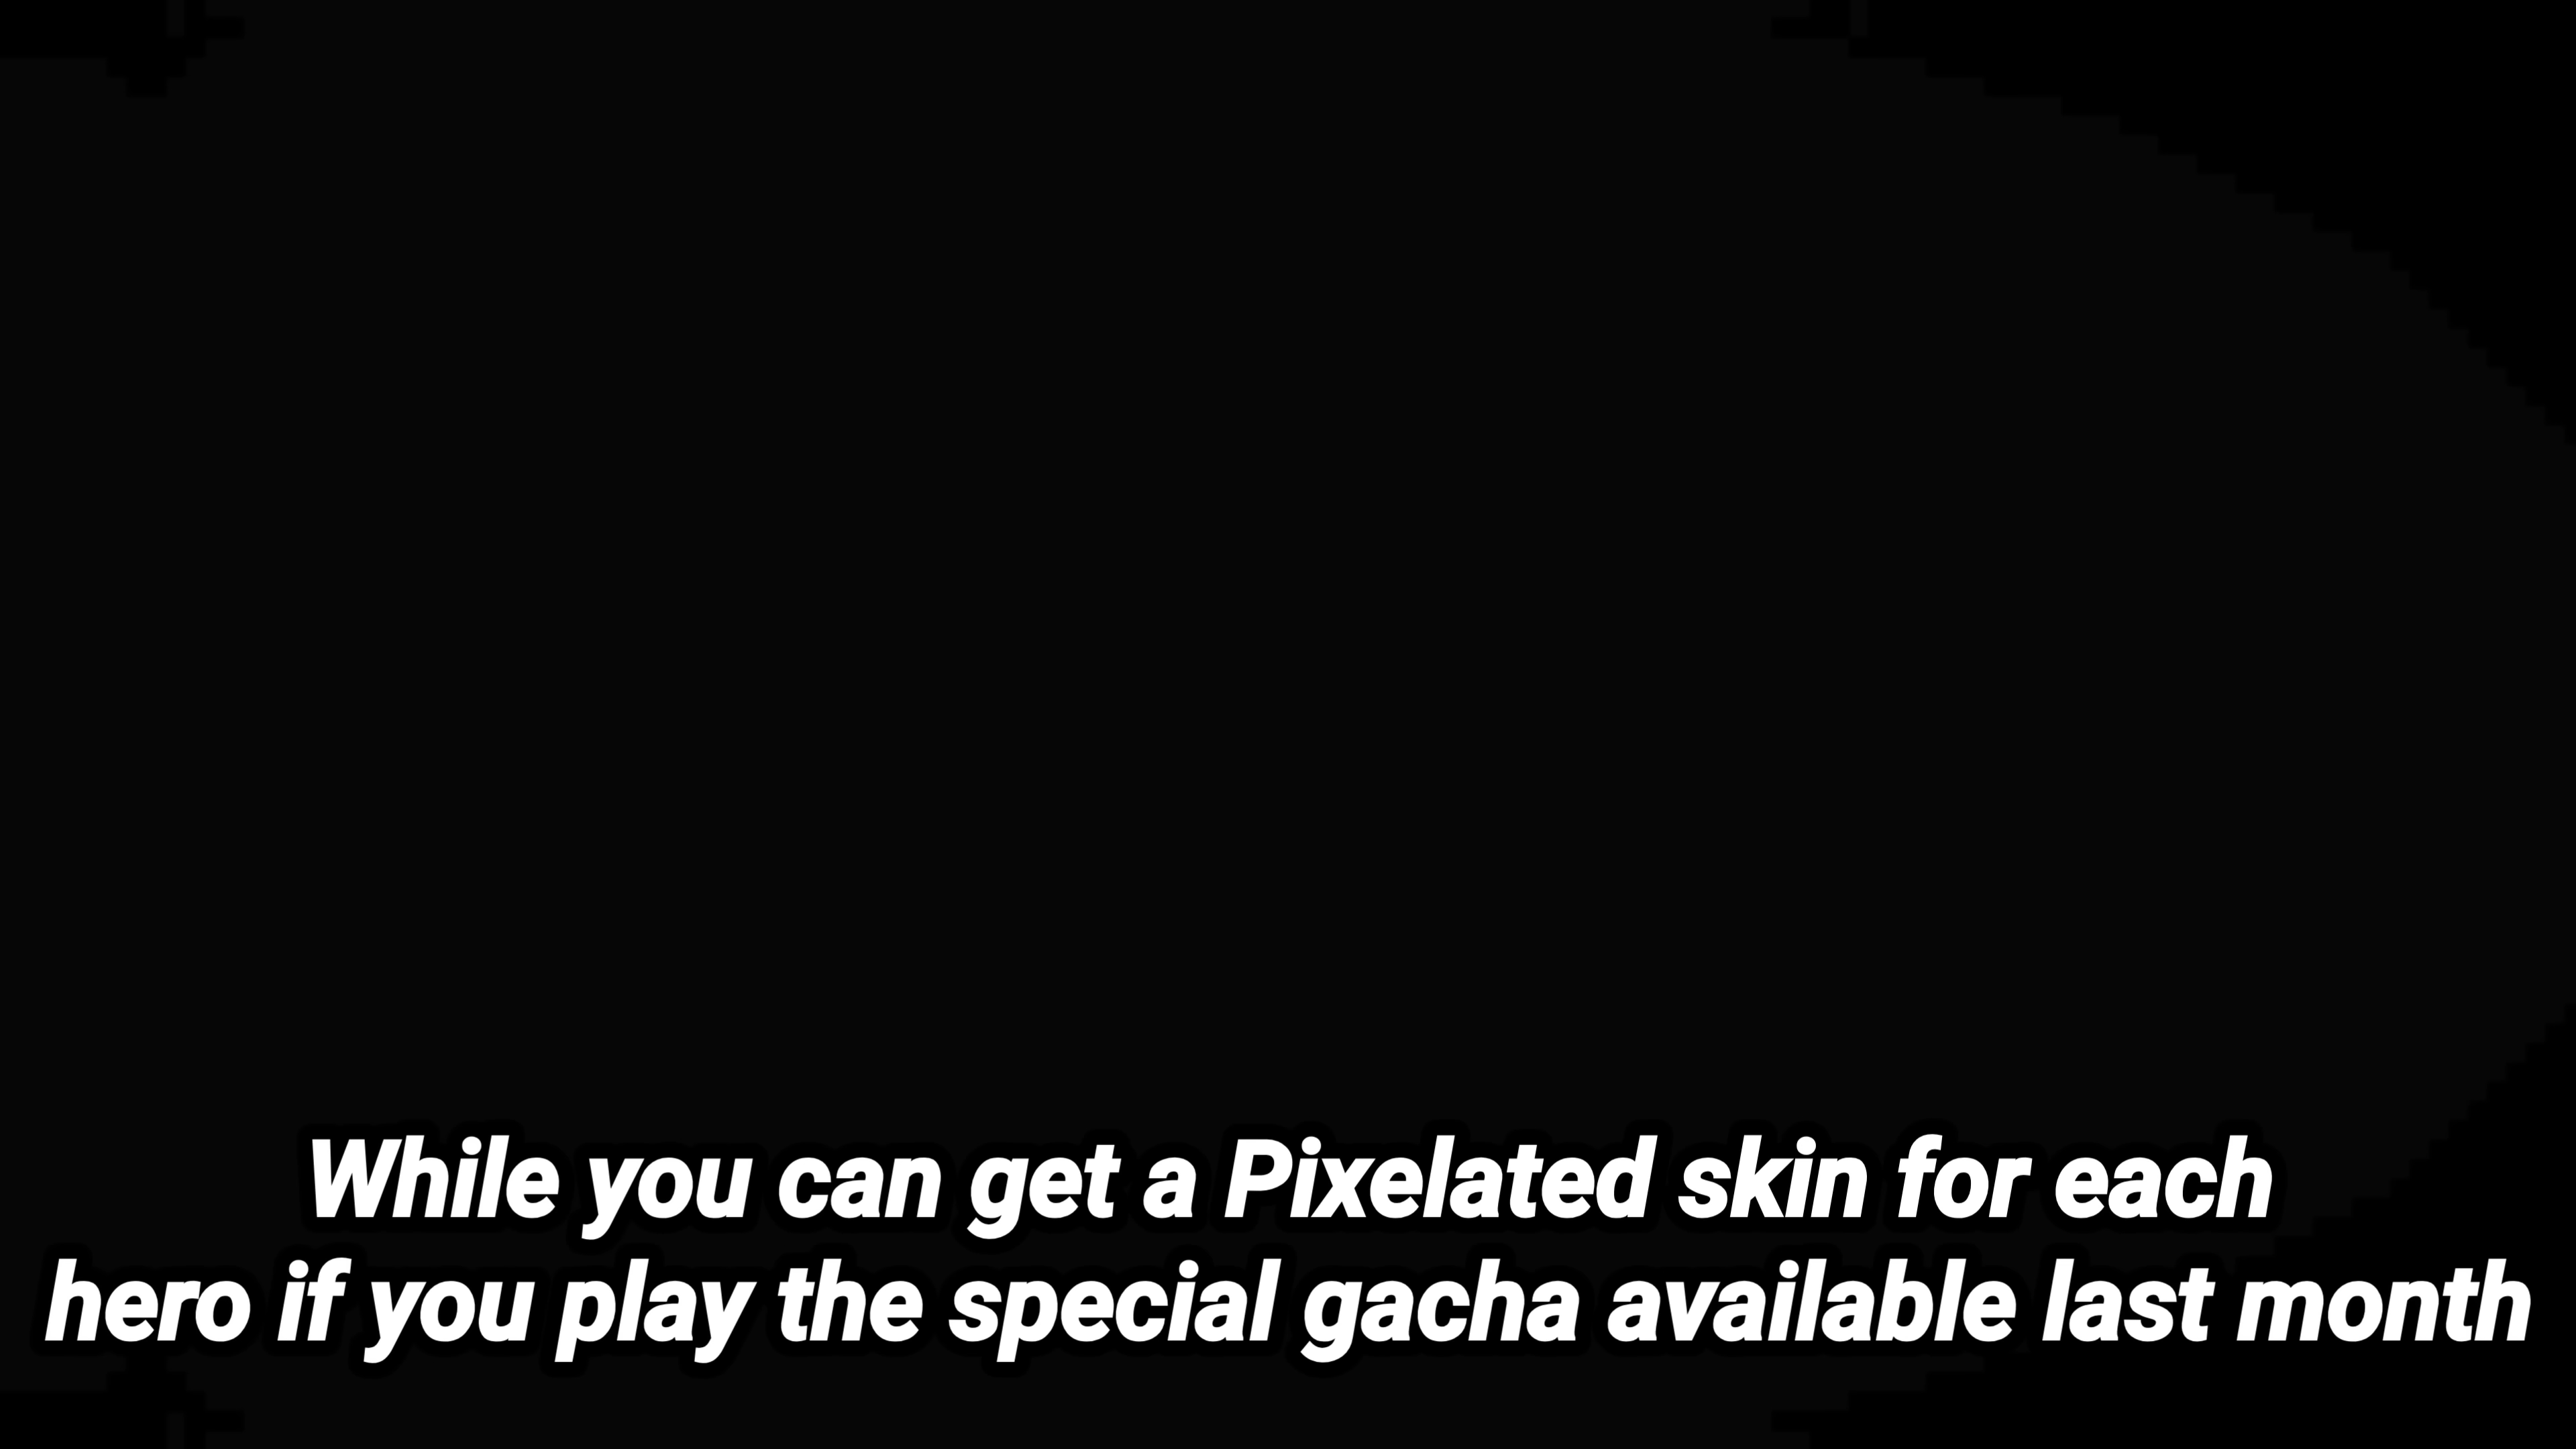 While you can get a Pixelated skin for each
hero if you play the special gacha available last month